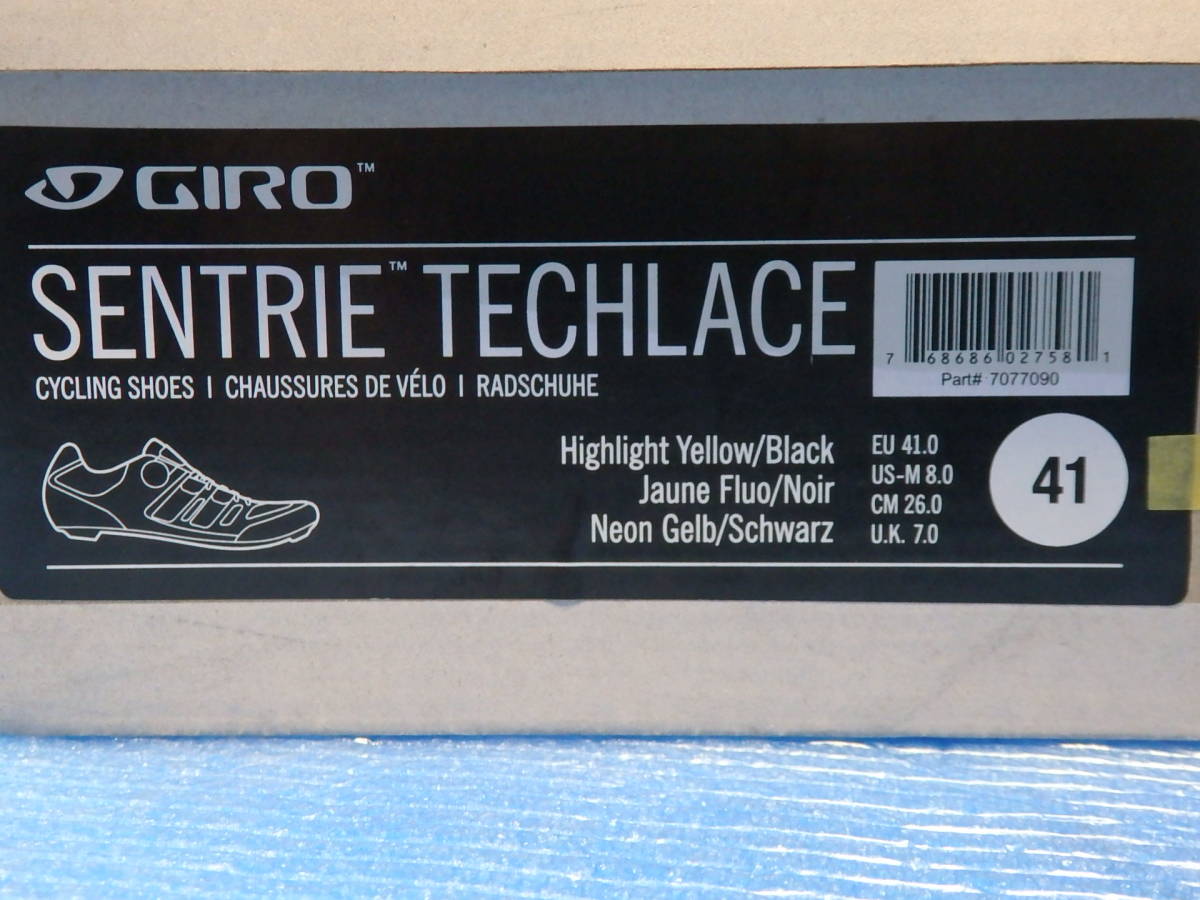 GIRO™
SENTRIE™ TECHLACE
CYCLING SHOES | CHAUSSURES DE VÉLO | RADSCHUHE
7 68686 02758 1
Part# 7077090
Highlight Yellow/Black
Jaune Fluo/Noir
Neon Gelb/Schwarz
EU 41.0
US-M 8.0
CM 26.0
U.K. 7.0
41